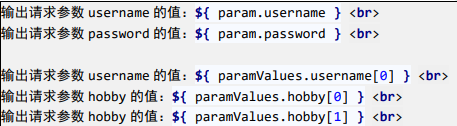 输出请求参数 username 的值：${ param.username } <br>
输出请求参数 password 的值：${ param.password } <br>
输出请求参数 username 的值：${ paramValues.username[0] } <br>
输出请求参数 hobby 的值：${ paramValues.hobby[0] } <br>
输出请求参数 hobby 的值：${ paramValues.hobby[1] } <br>